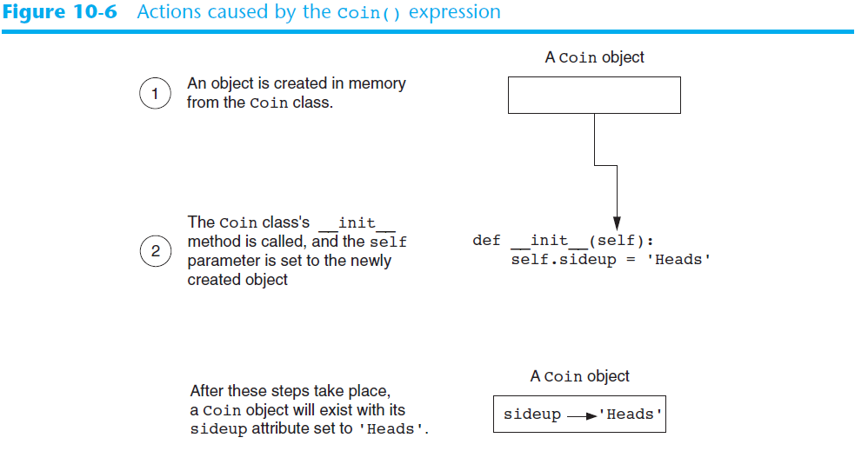 Figure 10-6 Actions caused by the Coin() expression
A Coin object
1
An object is created in memory
from the Coin class.
2
The Coin class's __init__
method is called, and the self
parameter is set to the newly
created object
def __init__(self):
self.sideup = 'Heads'
After these steps take place,
a Coin object will exist with its
sideup attribute set to 'Heads'.
A Coin object
sideup 'Heads'